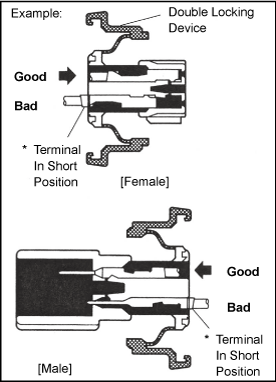 Example:
Double Locking
Device
Good
Bad
* Terminal
In Short
Position
[Female]
Good
Bad
* Terminal
In Short
Position
[Male]